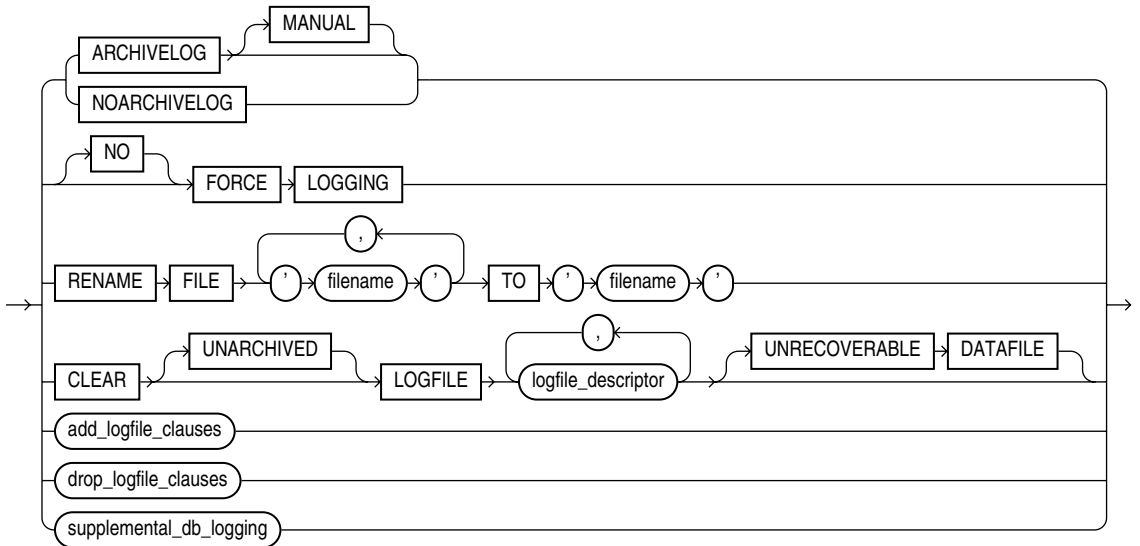 MANUAL
ARCHIVELOG
NOARCHIVELOG
NO
FORCE LOGGING
,
RENAME FILE ' filename ' TO ' filename '
,
UNARCHIVED UNRECOVERABLE DATAFILE
CLEAR LOGFILE logfile_descriptor
add_logfile_clauses
drop_logfile_clauses
supplemental_db_logging